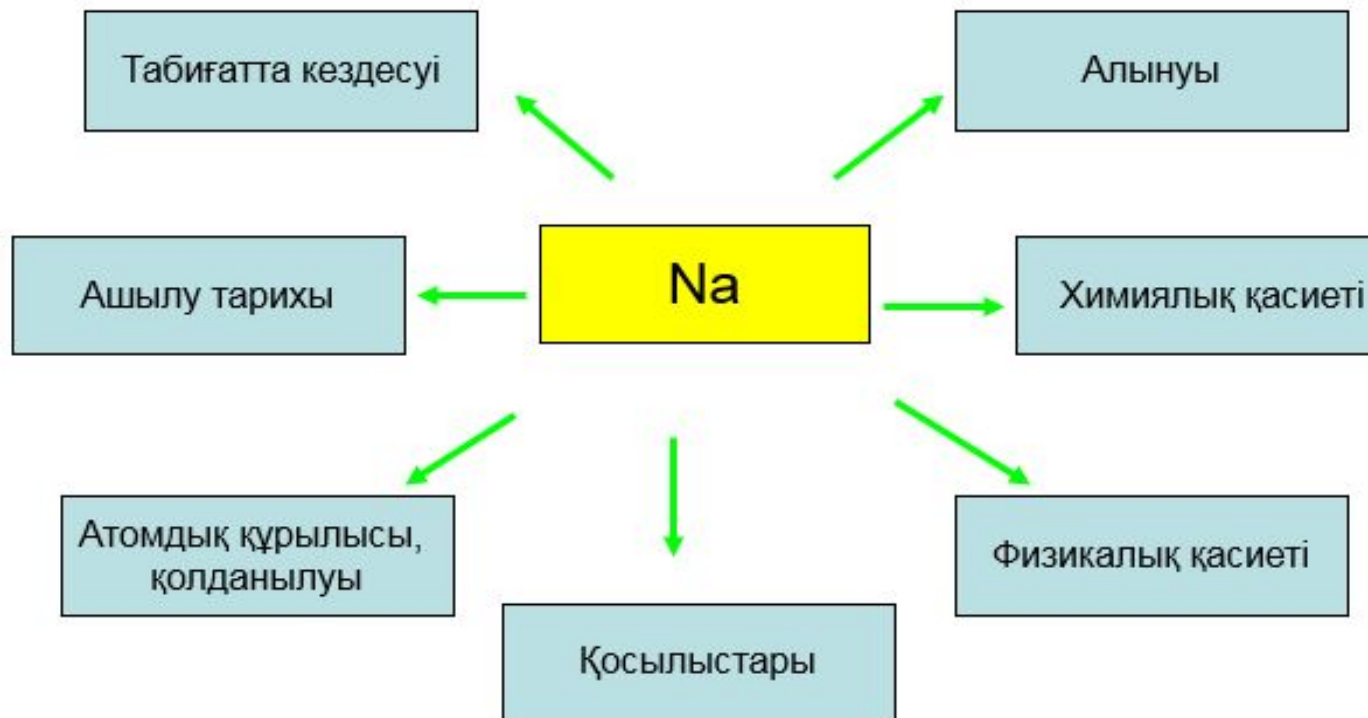 Табиғатта кездесуі
Алынуы
Na
Ашылу тарихы
Химиялық қасиеті
Атомдық құрылысы,
қолданылуы
Физикалық қасиеті
Қосылыстары